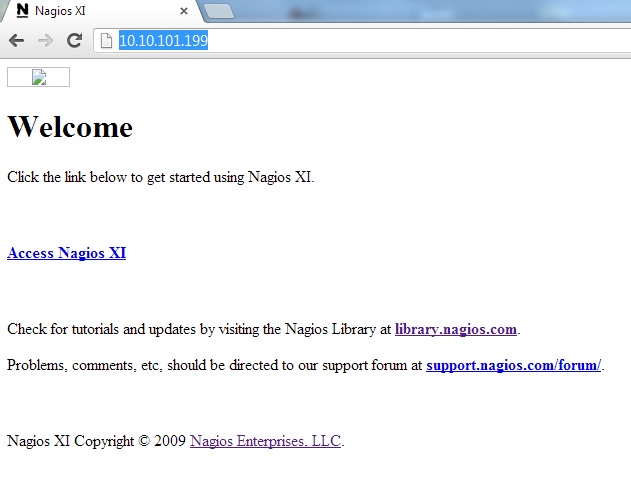 Nagios XI
10.10.101.199
Welcome
Click the link below to get started using Nagios XI.
Access Nagios XI
Check for tutorials and updates by visiting the Nagios Library at library.nagios.com.
Problems, comments, etc, should be directed to our support forum at support.nagios.com/forum/.
Nagios XI Copyright © 2009 Nagios Enterprises, LLC.